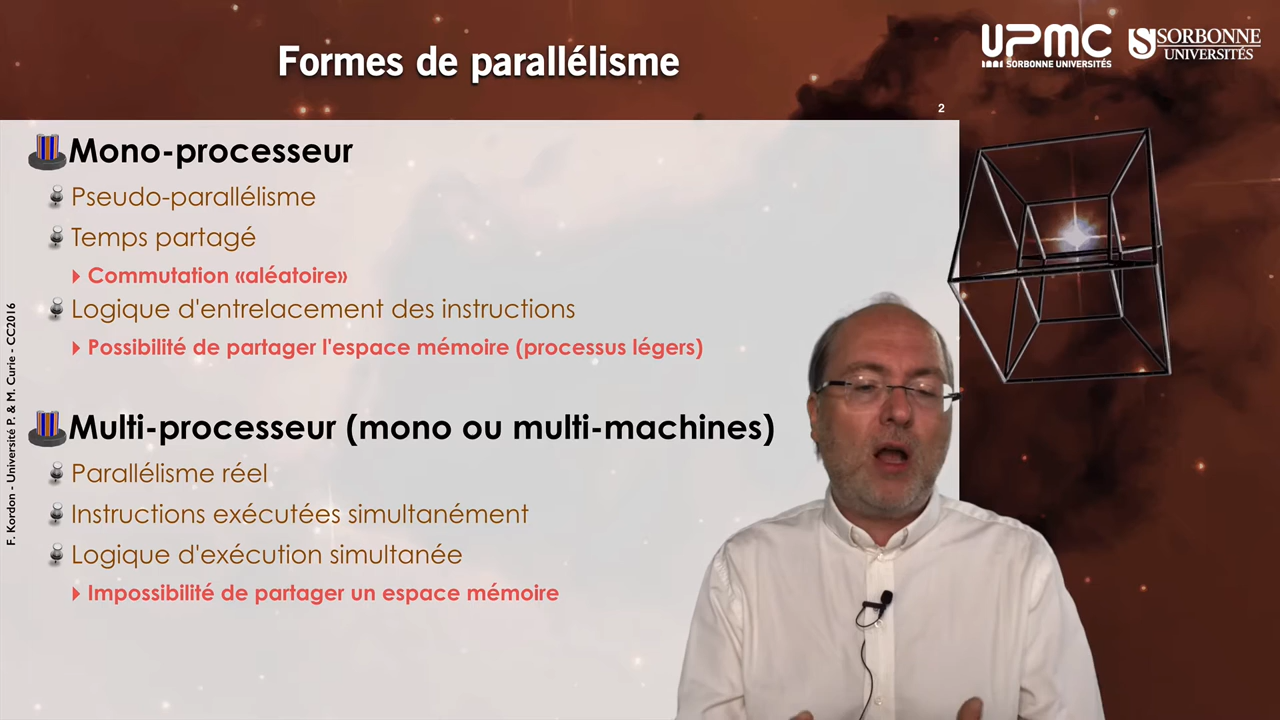 Formes de parallélisme
UPMC
SORBONNE UNIVERSITÉS
SORBONNE
UNIVERSITÉS
2
Mono-processeur
Pseudo-parallélisme
Temps partagé
Commutation «aléatoire»
Logique d'entrelacement des instructions
Possibilité de partager l'espace mémoire (processus légers)
Multi-processeur (mono ou multi-machines)
Parallélisme réel
Instructions exécutées simultanément
Logique d'exécution simultanée
Impossibilité de partager un espace mémoire
F. Kordon - Université P. & M. Curie - CC2016